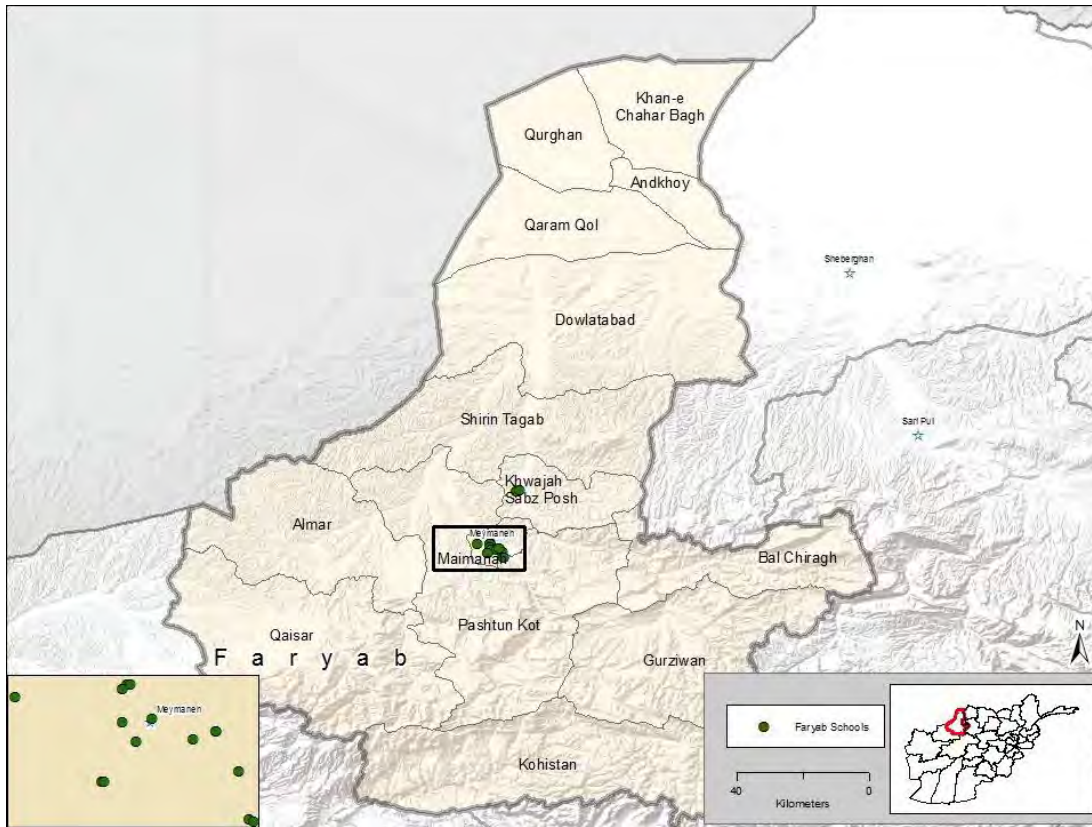 Khan-e
Chahar Bagh
Qurghan
Andkhoy
Qaram Qol
Sheberghan
Dowlatabad
Shirin Tagab
Sari Pul
Khwajah
Sabz Posh
Almar
Meymaneh
Maimanah
Bal Chiragh
Pashtun Kot
Qaisar
Faryab
Gurziwan
N
Meymaneh
Faryab Schools
Kohistan
40 0
Kilometers